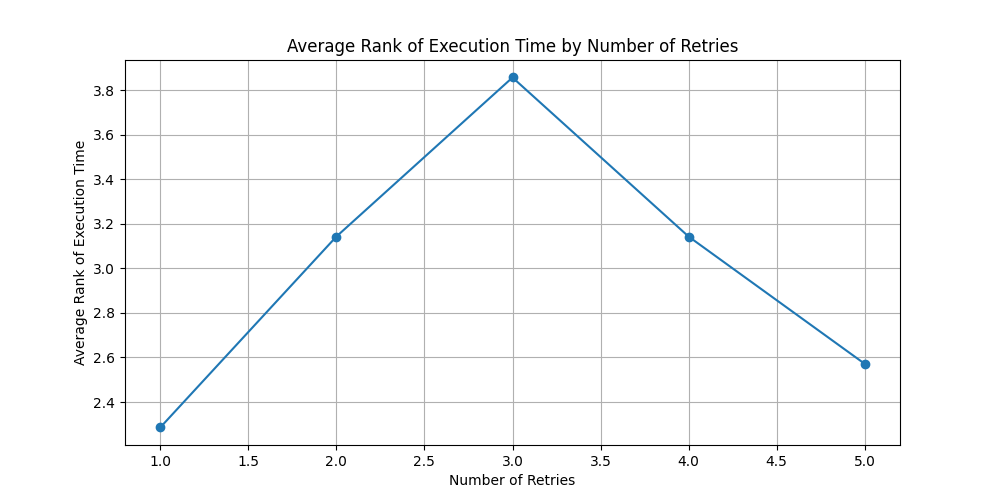 Average Rank of Execution Time by Number of Retries
Average Rank of Execution Time
3.8
3.6
3.4
3.2
3.0
2.8
2.6
2.4
1.0 1.5 2.0 2.5 3.0 3.5 4.0 4.5 5.0
Number of Retries